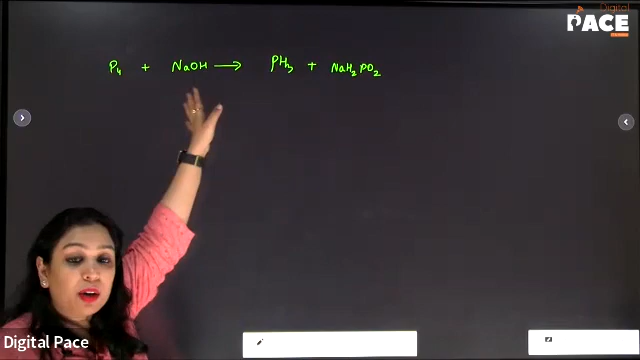 Digital
PACE
P₄ + NaOH ⟶ PH₃ + NaH₂PO₂
Digital Pace